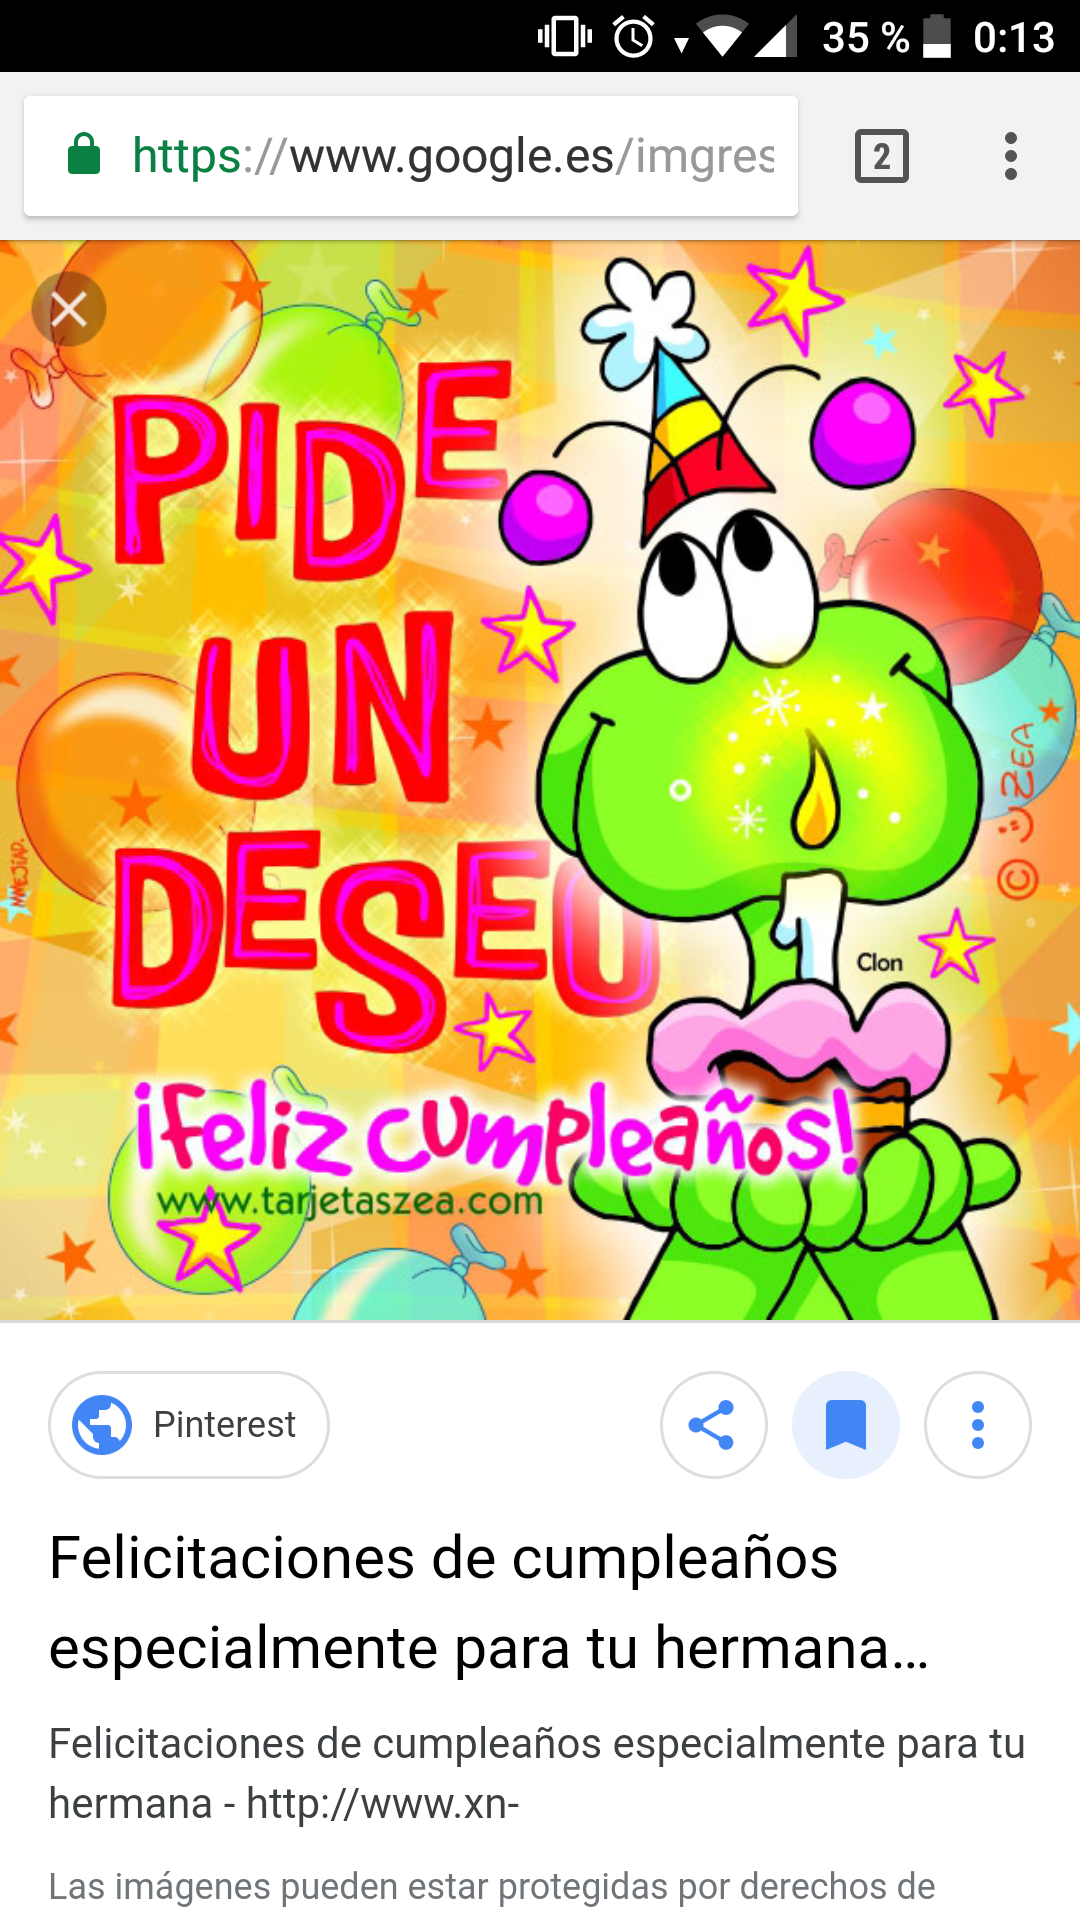 35 % 0:13
https://www.google.es/imgres
2
PIDE
UN
DESEO
¡Feliz cumpleaños!
www.tarjetaszea.com
Clon
© ZEA
NMEJIAD.
1
Pinterest
Felicitaciones de cumpleaños
especialmente para tu hermana...
Felicitaciones de cumpleaños especialmente para tu
hermana - http://www.xn-
Las imágenes pueden estar protegidas por derechos de